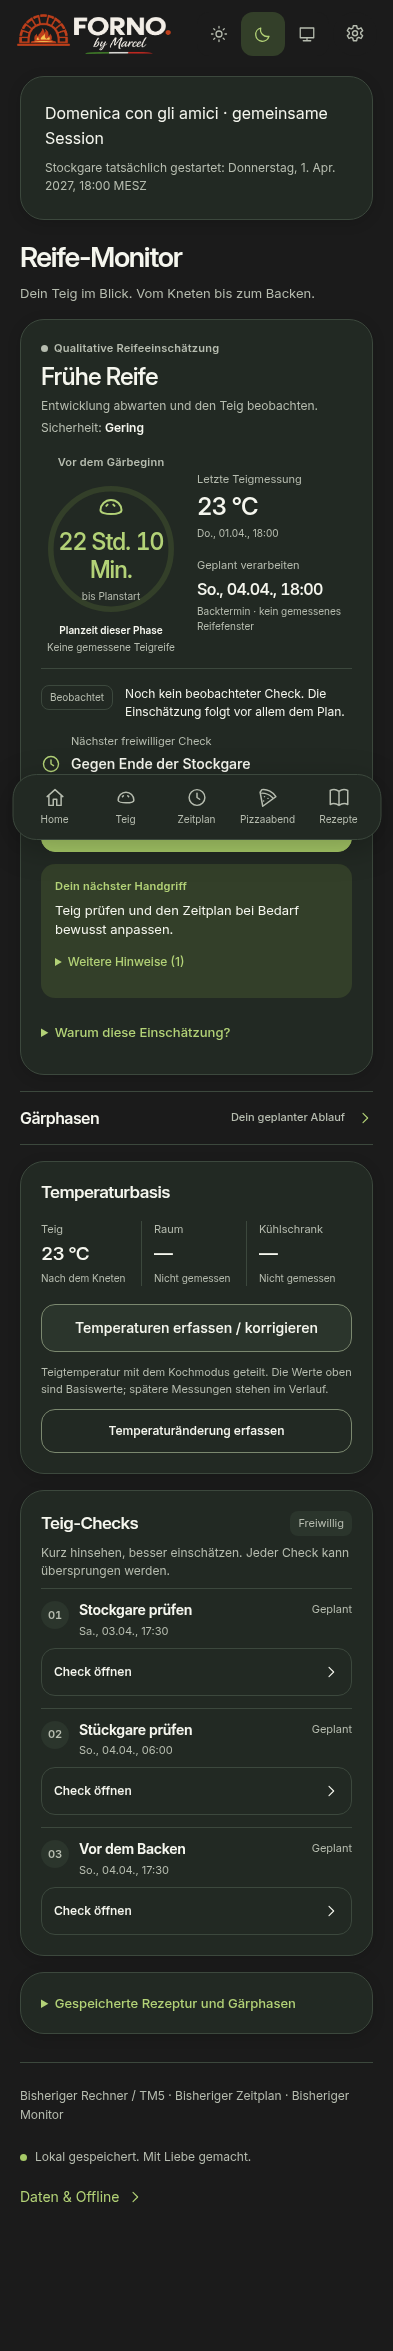 FORNO.
by Marcel
Domenica con gli amici · gemeinsame
Session
Stockgare tatsächlich gestartet: Donnerstag, 1. Apr.
2027, 18:00 MESZ
Reife-Monitor
Dein Teig im Blick. Vom Kneten bis zum Backen.
Qualitative Reifeeinschätzung
Frühe Reife
Entwicklung abwarten und den Teig beobachten.
Sicherheit: Gering
Vor dem Gärbeginn
22 Std. 10
Min.
bis Planstart
Planzeit dieser Phase
Keine gemessene Teigreife
Letzte Teigmessung
23 °C
Do., 01.04., 18:00
Geplant verarbeiten
So., 04.04., 18:00
Backtermin · kein gemessenes
Reifefenster
Beobachtet
Noch kein beobachteter Check. Die
Einschätzung folgt vor allem dem Plan.
Nächster freiwilliger Check
Gegen Ende der Stockgare
Home
Teig
Zeitplan
Pizzaabend
Rezepte
Dein nächster Handgriff
Teig prüfen und den Zeitplan bei Bedarf
bewusst anpassen.
Weitere Hinweise (1)
Warum diese Einschätzung?
Gärphasen
Dein geplanter Ablauf
Temperaturbasis
Teig
23 °C
Nach dem Kneten
Raum
—
Nicht gemessen
Kühlschrank
—
Nicht gemessen
Temperaturen erfassen / korrigieren
Teigtemperatur mit dem Kochmodus geteilt. Die Werte oben
sind Basiswerte; spätere Messungen stehen im Verlauf.
Temperaturänderung erfassen
Teig-Checks
Freiwillig
Kurz hinsehen, besser einschätzen. Jeder Check kann
übersprungen werden.
01
Stockgare prüfen
Geplant
Sa., 03.04., 17:30
Check öffnen
02
Stückgare prüfen
Geplant
So., 04.04., 06:00
Check öffnen
03
Vor dem Backen
Geplant
So., 04.04., 17:30
Check öffnen
Gespeicherte Rezeptur und Gärphasen
Bisheriger Rechner / TM5 · Bisheriger Zeitplan · Bisheriger
Monitor
Lokal gespeichert. Mit Liebe gemacht.
Daten & Offline